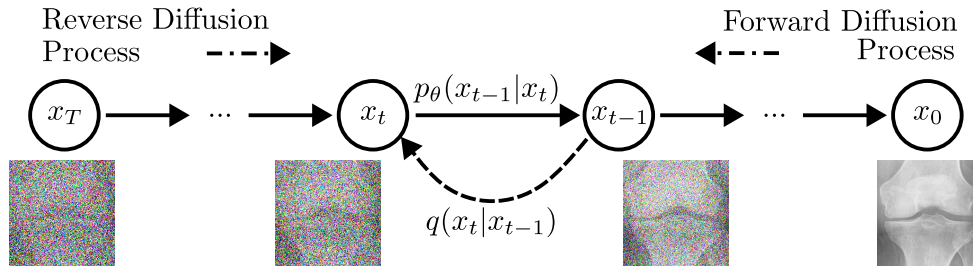 Reverse Diffusion
Process
Forward Diffusion
Process
x_T ... x_t p_θ(x_{t-1}|x_t) x_{t-1} ... x_0
q(x_t|x_{t-1})